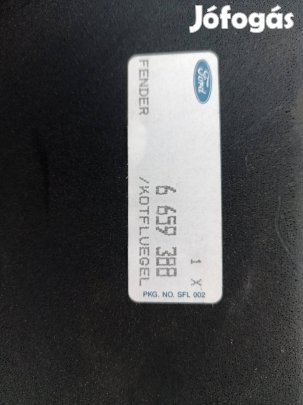 Jófogás
Ford
FENDER
/KOTFLUEGEL
6 659 388
1 X
PKG. NO. SFL 002